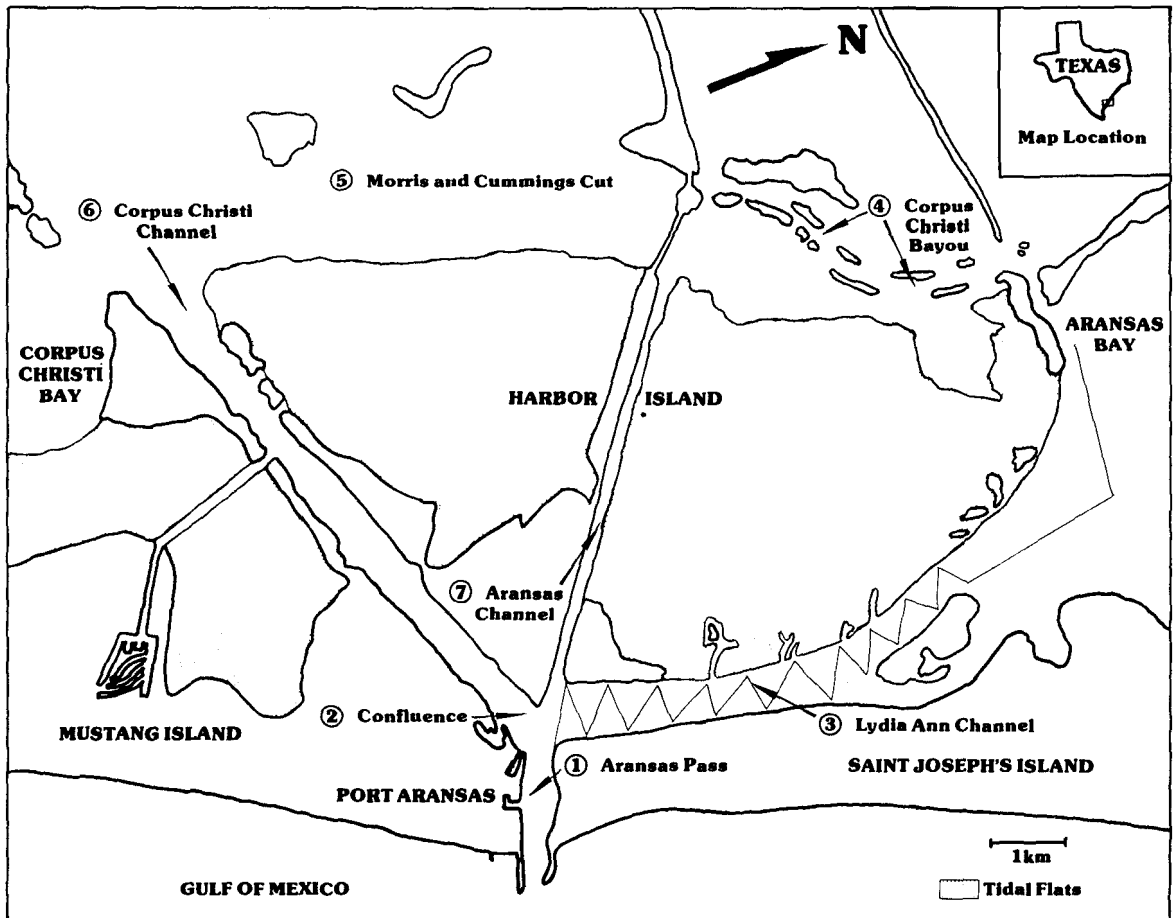 N
TEXAS
Map Location
⑤ Morris and Cummings Cut
⑥ Corpus Christi
Channel
④ Corpus
Christi
Bayou
CORPUS
CHRISTI
BAY
ARANSAS
BAY
HARBOR ISLAND
⑦ Aransas
Channel
② Confluence
③ Lydia Ann Channel
MUSTANG ISLAND
① Aransas Pass
SAINT JOSEPH'S ISLAND
PORT ARANSAS
1km
GULF OF MEXICO
Tidal Flats